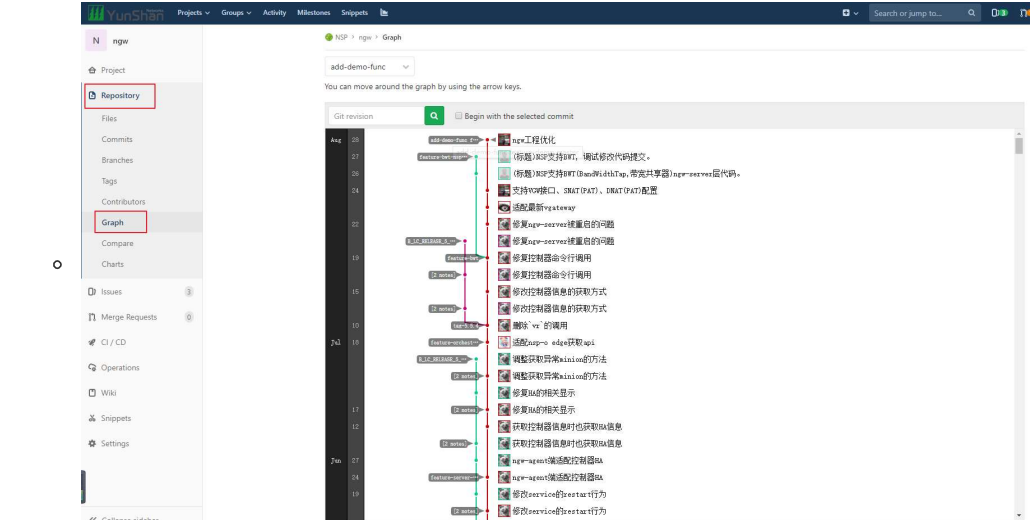 YunShan Projects Groups Activity Milestones Snippets Search or jump to...
N ngw
NSP > ngw > Graph
Project
Repository
Files
Commits
Branches
Tags
Contributors
Graph
Compare
Charts
Issues 3
Merge Requests 0
CI / CD
Operations
Wiki
Snippets
Settings
Collapse sidebar
add-demo-func
You can move around the graph by using the arrow keys.
Git revision
Begin with the selected commit
Aug 28 ngw工程优化
27 (标题)NSP支持BWT, 调试修改代码提交。
26 (标题)NSP支持BWT(BandWidthTap,带宽共享器)ngw-server层代码。
24 支持VGW接口、SNAT(PAT)、DNAT(PAT)配置
适配最新vgateway
22 修复ngw-server被重启的问题
修复ngw-server被重启的问题
19 修复控制器命令行调用
[2 notes] 修复控制器命令行调用
15 修改控制器信息的获取方式
[2 notes] 修改控制器信息的获取方式
10 删除`vr`的调用
Jul 18 适配nsp-o edge获取api
调整获取异常minion的方法
[2 notes] 调整获取异常minion的方法
修复HA的相关显示
17 [2 notes] 修复HA的相关显示
12 获取控制器信息时也获取HA信息
[2 notes] 获取控制器信息时也获取HA信息
Jun 27 ngw-agent端适配控制器HA
24 ngw-agent端适配控制器HA
19 修改service的restart行为
[2 notes] 修改service的restart行为